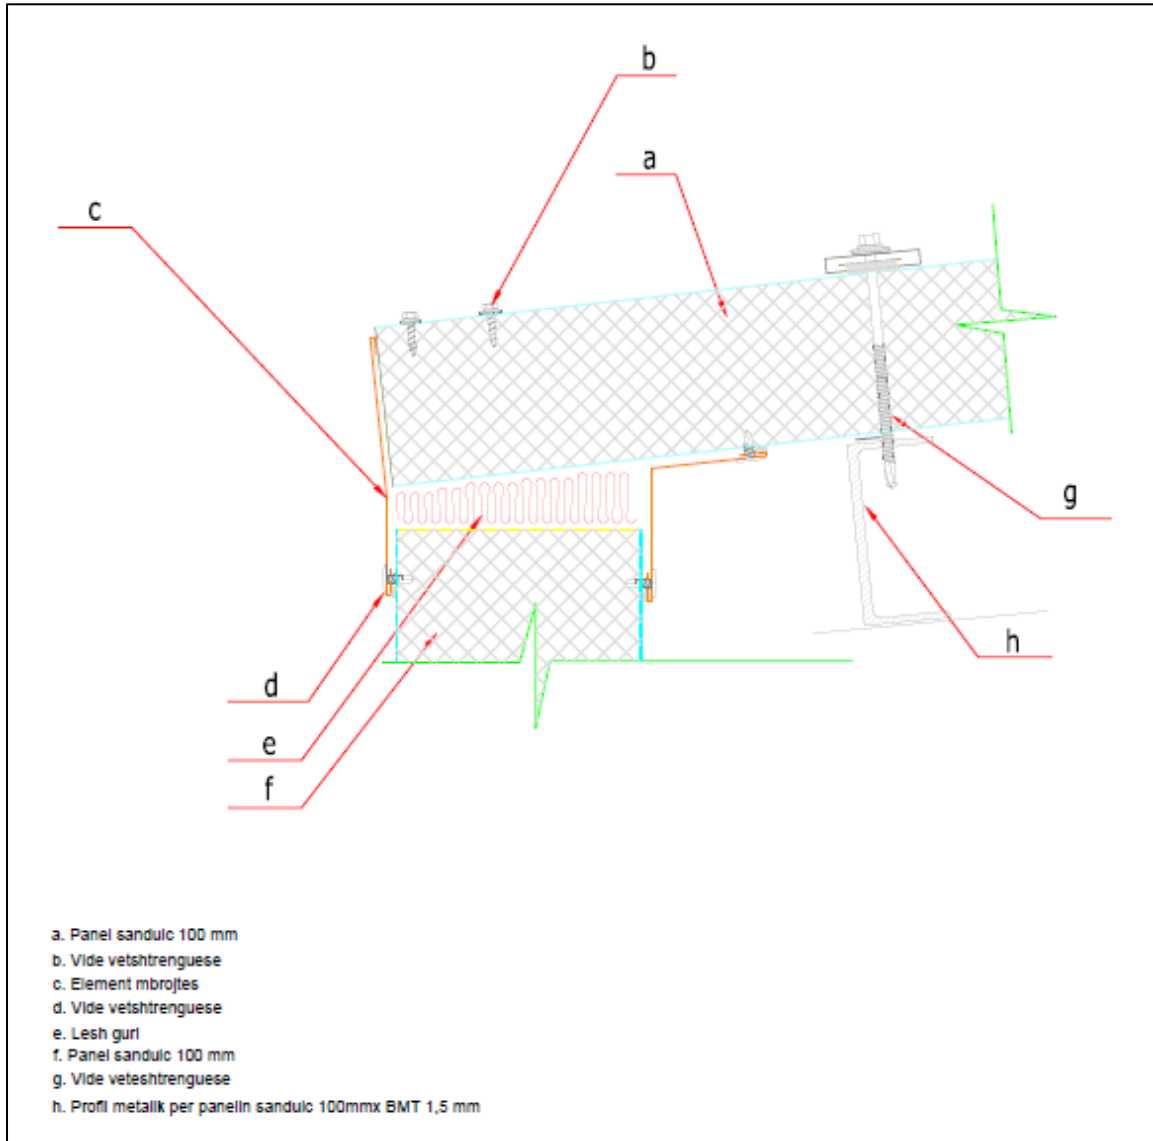 b
a
c
g
h
d
e
f
a. Panel sanduic 100 mm
b. Vide vetshtrenguese
c. Element mbrojtes
d. Vide vetshtrenguese
e. Lesh guri
f. Panel sanduic 100 mm
g. Vide veteshtrenguese
h. Profil metalik per panelin sanduic 100mmx BMT 1,5 mm